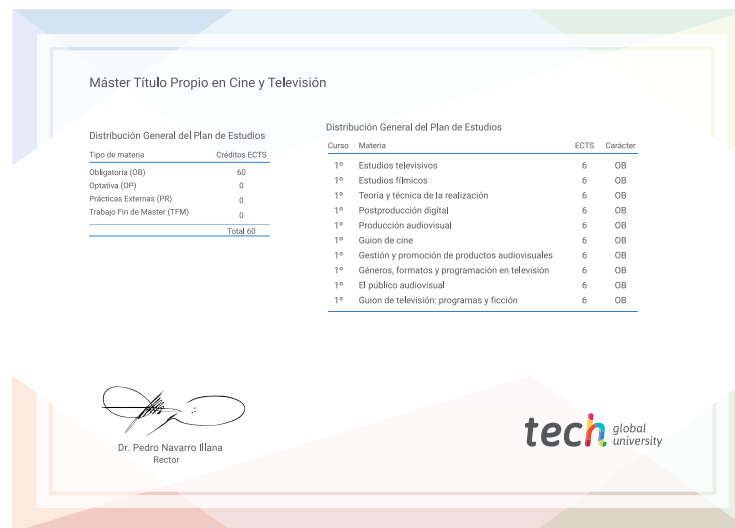 Máster Título Propio en Cine y Televisión
Distribución General del Plan de Estudios
Tipo de materia Créditos ECTS
Obligatoria (OB) 60
Optativa (OP) 0
Prácticas Externas (PR) 0
Trabajo Fin de Máster (TFM) 0
Total 60
Distribución General del Plan de Estudios
Curso Materia ECTS Carácter
1º Estudios televisivos 6 OB
1º Estudios fílmicos 6 OB
1º Teoría y técnica de la realización 6 OB
1º Postproducción digital 6 OB
1º Producción audiovisual 6 OB
1º Guion de cine 6 OB
1º Gestión y promoción de productos audiovisuales 6 OB
1º Géneros, formatos y programación en televisión 6 OB
1º El público audiovisual 6 OB
1º Guion de televisión: programas y ficción 6 OB
Dr. Pedro Navarro Illana
Rector
tech global
university